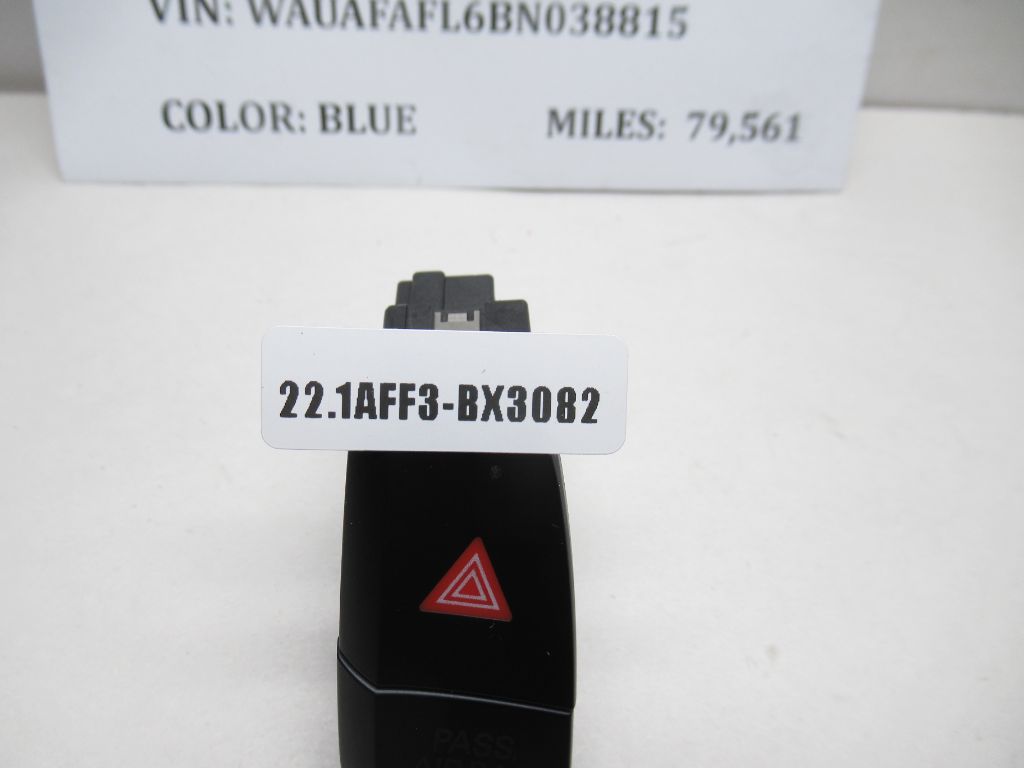 VIN: WAUAFAFL6BN038815
COLOR: BLUE MILES: 79,561
22.1AFF3-BX3082
PASS